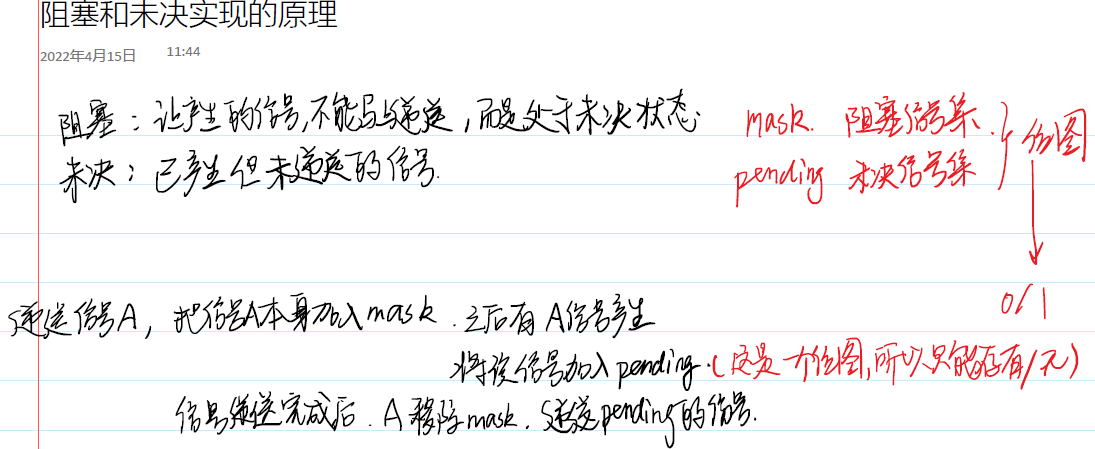 阻塞和未决实现的原理
2022年4月15日 11:44
阻塞：让产生的信号,不能马上递送，而是处于未决状态. mask. 阻塞信号集. } 位图
未决：已产生但未递送的信号. pending 未决信号集
0/1
递送信号A，把信号A本身加入mask. 之后有A信号产生
将该信号加入pending. (这是一个位图,所以只能存有/无)
信号递送完成后. A移除mask. 递送pending的信号.